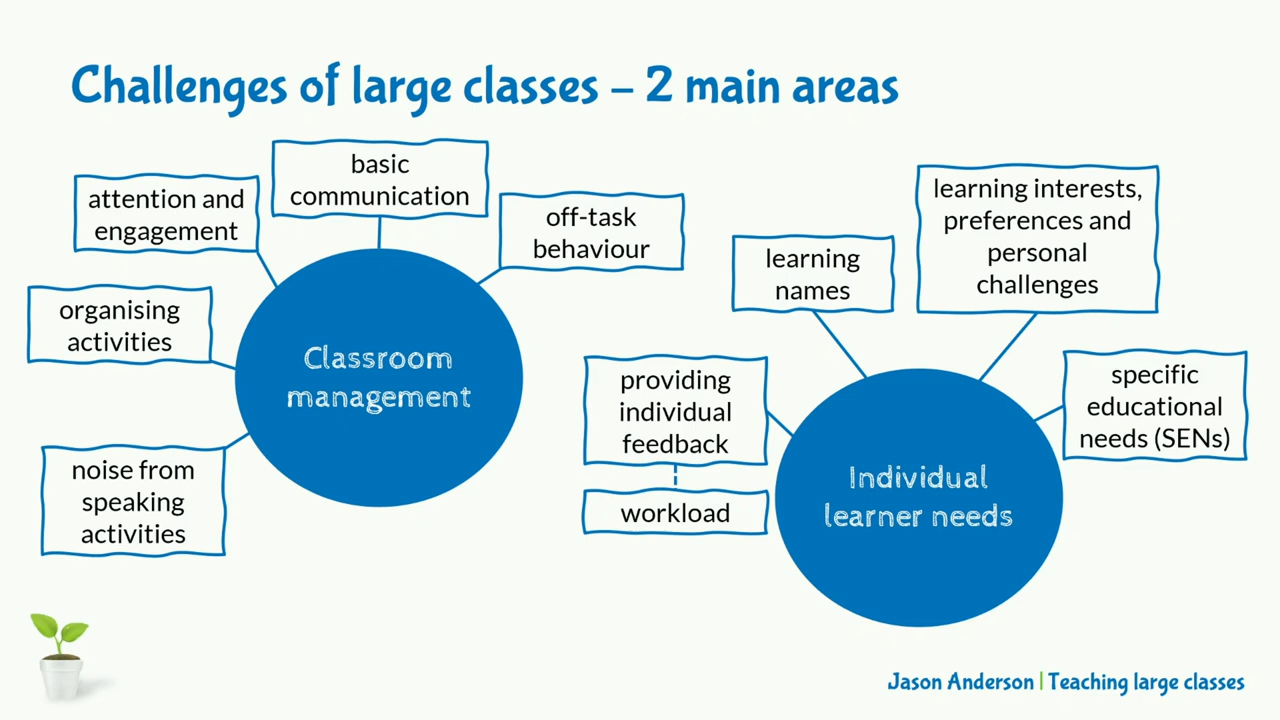 Challenges of large classes – 2 main areas
basic
communication
attention and
engagement
off-task
behaviour
organising
activities
Classroom
management
noise from
speaking
activities
learning interests,
preferences and
personal
challenges
learning
names
providing
individual
feedback
workload
specific
educational
needs (SENs)
Individual
learner needs
Jason Anderson | Teaching large classes